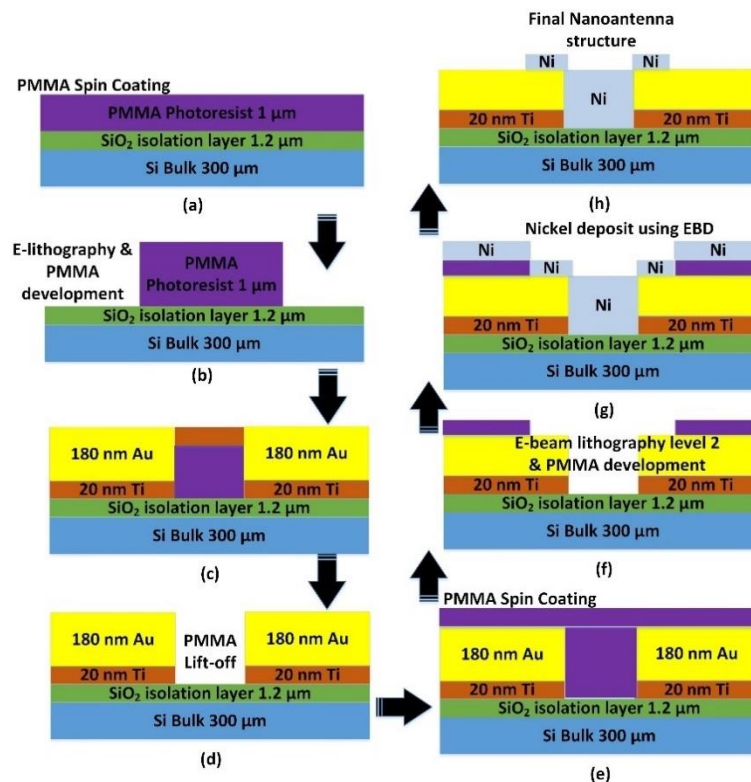 PMMA Spin Coating
PMMA Photoresist 1 µm
SiO₂ isolation layer 1.2 µm
Si Bulk 300 µm
(a)
E-lithography &
PMMA
development
PMMA
Photoresist 1 µm
SiO₂ isolation layer 1.2 µm
Si Bulk 300 µm
(b)
180 nm Au
180 nm Au
20 nm Ti
20 nm Ti
SiO₂ isolation layer 1.2 µm
Si Bulk 300 µm
(c)
180 nm Au
PMMA
Lift-off
180 nm Au
20 nm Ti
20 nm Ti
SiO₂ isolation layer 1.2 µm
Si Bulk 300 µm
(d)
PMMA Spin Coating
180 nm Au
180 nm Au
20 nm Ti
20 nm Ti
SiO₂ isolation layer 1.2 µm
Si Bulk 300 µm
(e)
E-beam lithography level 2
& PMMA development
20 nm Ti
20 nm Ti
SiO₂ isolation layer 1.2 µm
Si Bulk 300 µm
(f)
Nickel deposit using EBD
Ni
Ni
Ni
Ni
Ni
20 nm Ti
20 nm Ti
SiO₂ isolation layer 1.2 µm
Si Bulk 300 µm
(g)
Final Nanoantenna
structure
Ni
Ni
Ni
20 nm Ti
20 nm Ti
SiO₂ isolation layer 1.2 µm
Si Bulk 300 µm
(h)